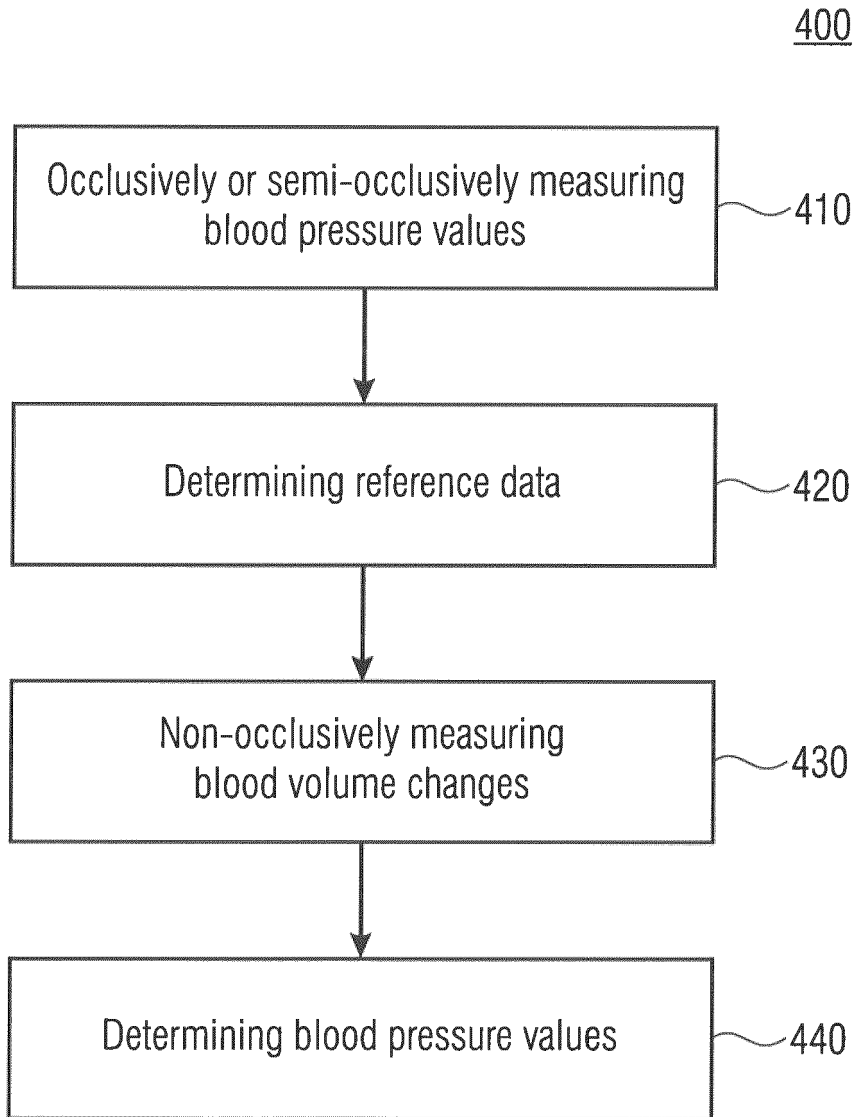 400
Occlusively or semi-occlusively measuring
blood pressure values
410
Determining reference data
420
Non-occlusively measuring
blood volume changes
430
Determining blood pressure values
440